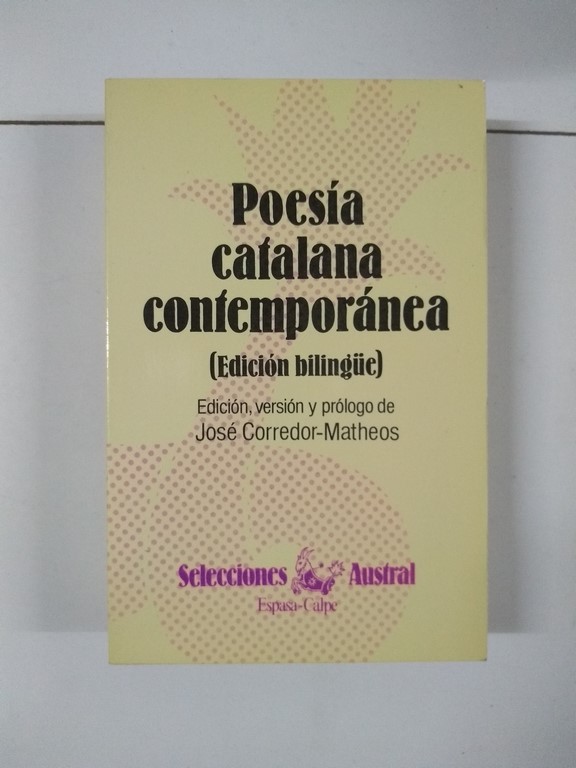 Poesía
catalana
contemporánea
(Edición bilingüe)
Edición, versión y prólogo de
José Corredor-Matheos
Selecciones Austral
Espasa-Calpe